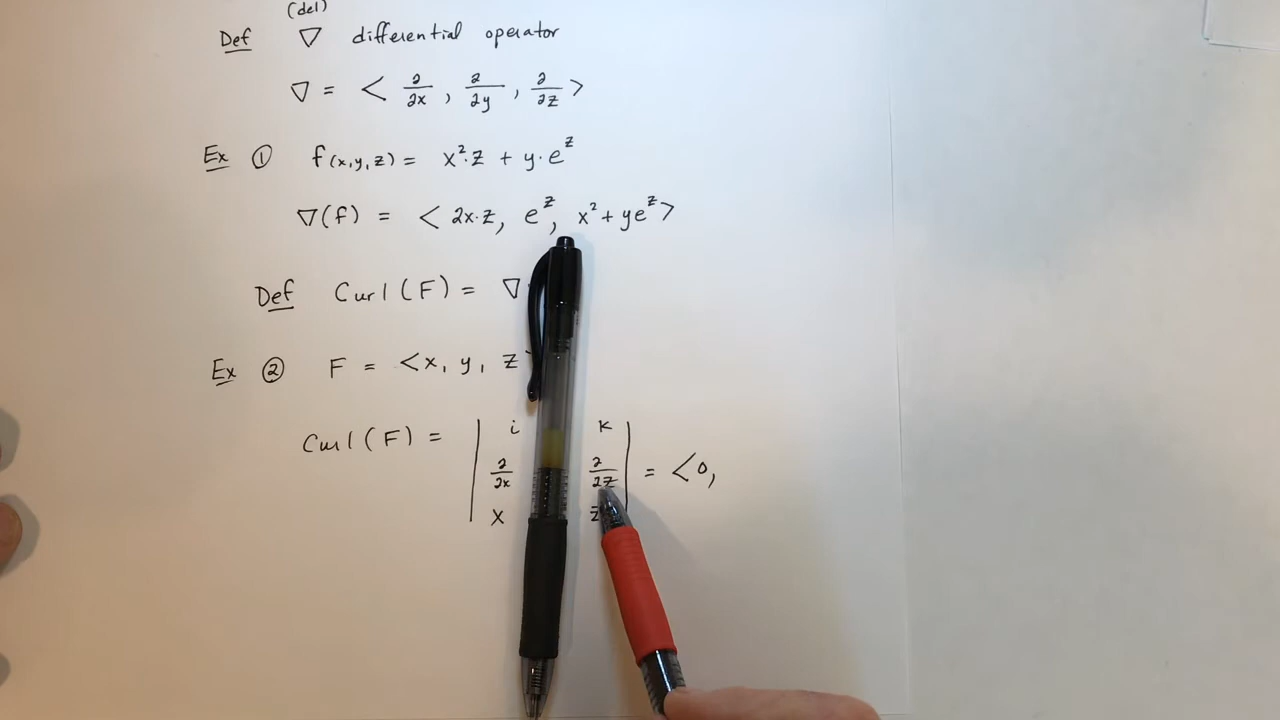 (del)
Def ∇ differential operator
∇ = < ∂/∂x, ∂/∂y, ∂/∂z >
Ex ① f(x,y,z) = x²·z + y·e^z
∇(f) = < 2x·z, e^z, x² + ye^z >
Def Curl(F) = ∇
Ex ② F = <x, y, z
i k
Curl(F) = | ∂/∂x ∂/∂z | = <0,
x z